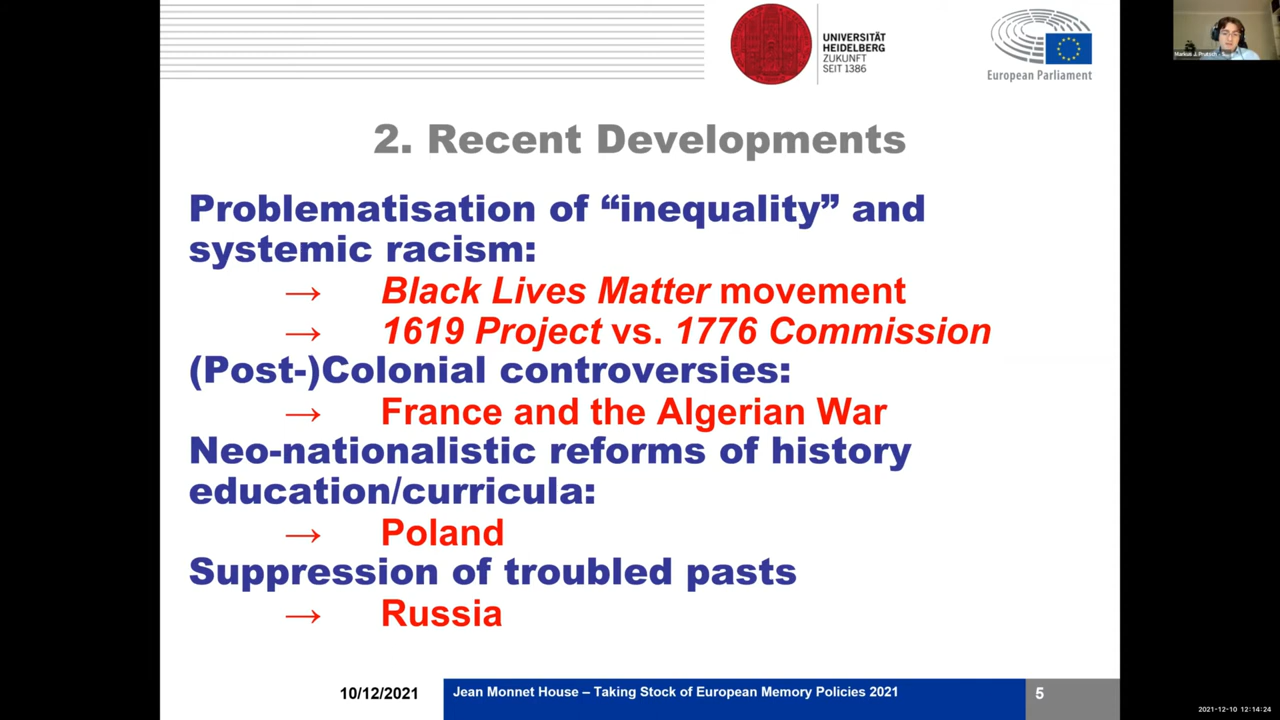 UNIVERSITÄT
HEIDELBERG
ZUKUNFT
SEIT 1386
European Parliament
2. Recent Developments
Problematisation of “inequality” and
systemic racism:
→ Black Lives Matter movement
→ 1619 Project vs. 1776 Commission
(Post-)Colonial controversies:
→ France and the Algerian War
Neo-nationalistic reforms of history
education/curricula:
→ Poland
Suppression of troubled pasts
→ Russia
10/12/2021
Jean Monnet House – Taking Stock of European Memory Policies 2021
5
2021-12-10 12:14:24